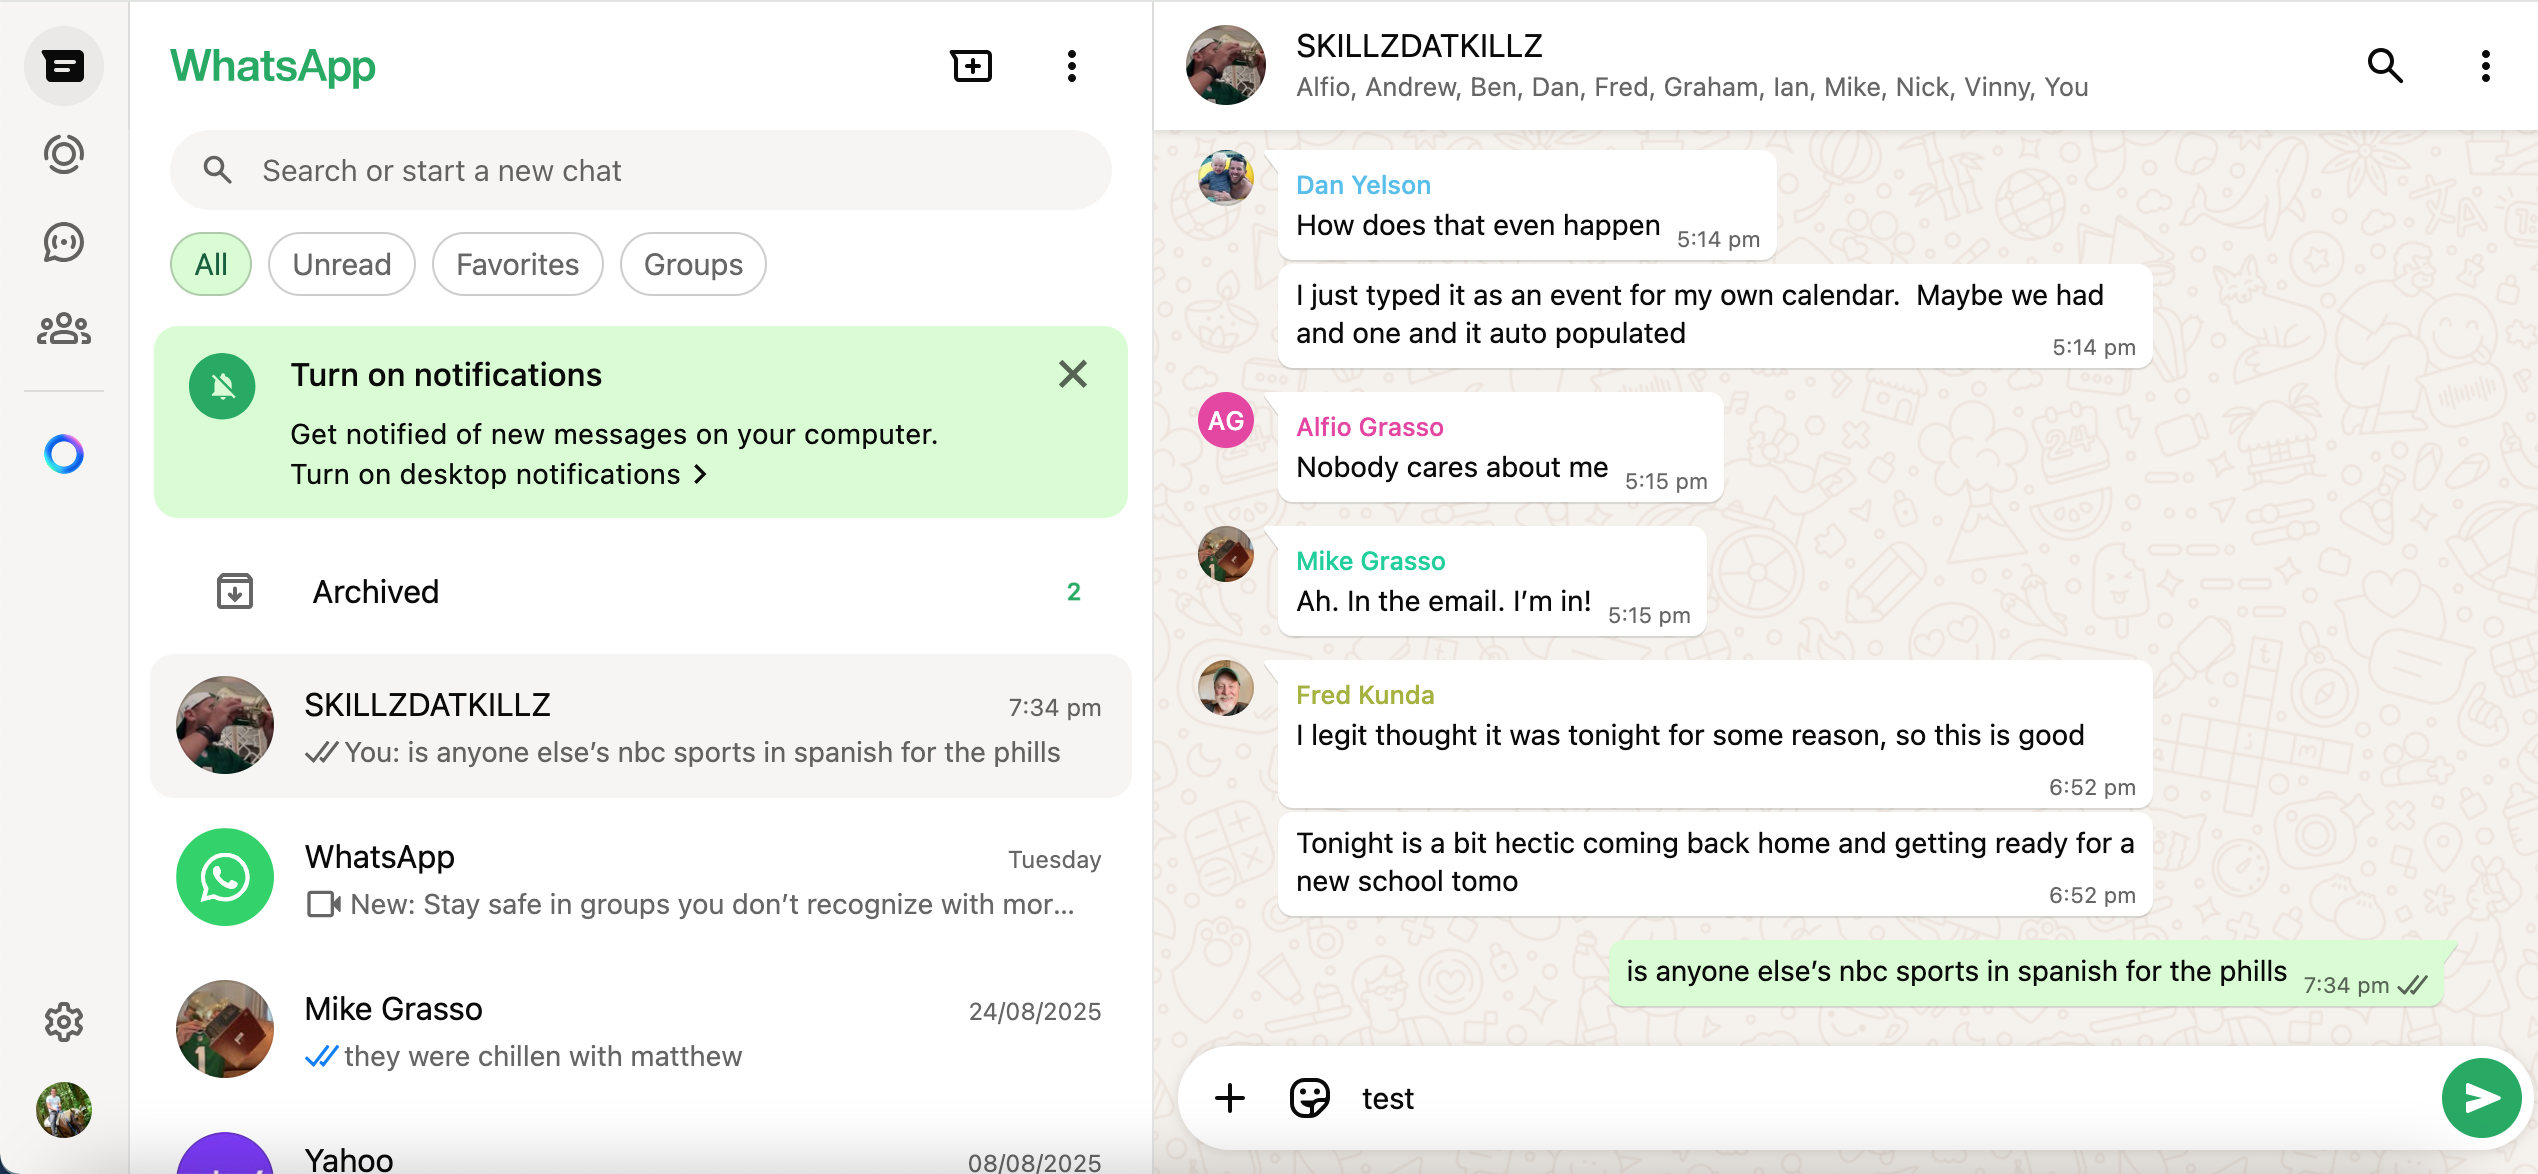 WhatsApp
Search or start a new chat
All
Unread
Favorites
Groups
Turn on notifications
Get notified of new messages on your computer.
Turn on desktop notifications
Archived
2
SKILLZDATKILLZ
7:34 pm
You: is anyone else’s nbc sports in spanish for the phills
WhatsApp
Tuesday
New: Stay safe in groups you don’t recognize with mor...
Mike Grasso
24/08/2025
they were chillen with matthew
Yahoo
08/08/2025
SKILLZDATKILLZ
Alfio, Andrew, Ben, Dan, Fred, Graham, Ian, Mike, Nick, Vinny, You
Dan Yelson
How does that even happen
5:14 pm
I just typed it as an event for my own calendar.  Maybe we had
and one and it auto populated
5:14 pm
AG
Alfio Grasso
Nobody cares about me
5:15 pm
Mike Grasso
Ah. In the email. I’m in!
5:15 pm
Fred Kunda
I legit thought it was tonight for some reason, so this is good
6:52 pm
Tonight is a bit hectic coming back home and getting ready for a
new school tomo
6:52 pm
is anyone else’s nbc sports in spanish for the phills
7:34 pm
test